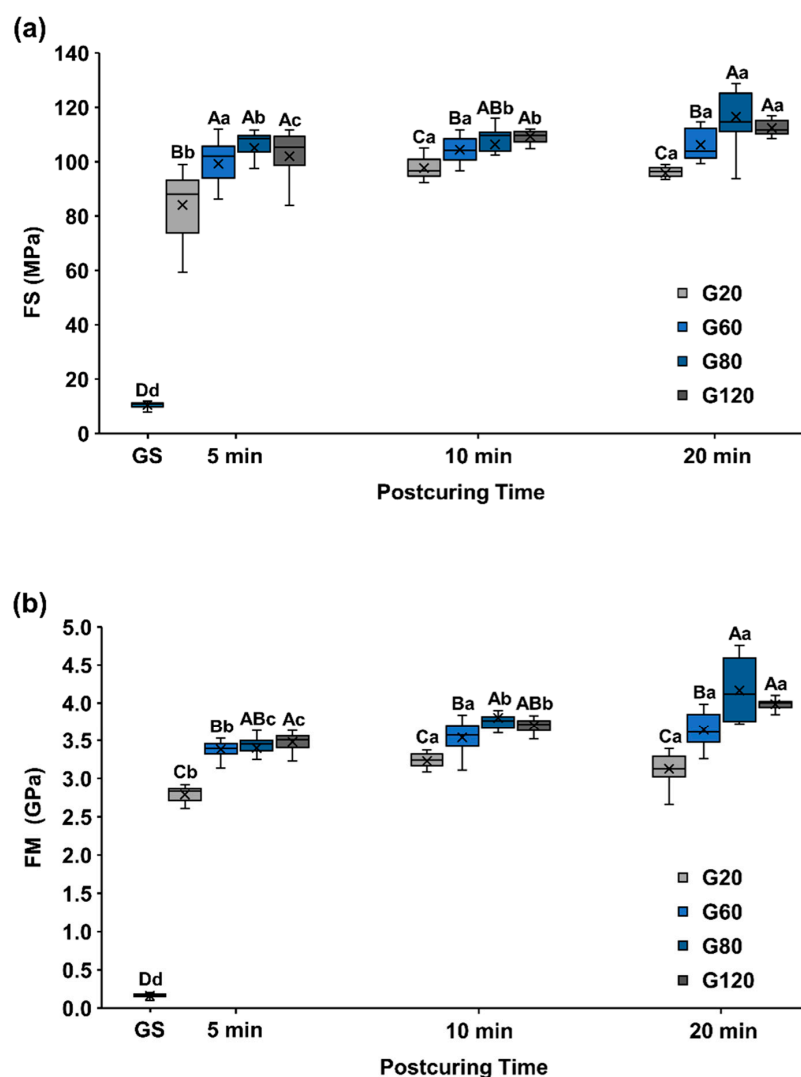 (a)
140
120
100
80
60
40
20
0
FS (MPa)
Dd
Bb
Aa
Ab
Ac
Ca
Ba
ABb
Ab
Ca
Ba
Aa
Aa
G20
G60
G80
G120
GS
5 min
10 min
20 min
Postcuring Time
(b)
5.0
4.5
4.0
3.5
3.0
2.5
2.0
1.5
1.0
0.5
0.0
FM (GPa)
Dd
Cb
Bb
ABc
Ac
Ca
Ba
Ab
ABb
Ca
Ba
Aa
Aa
G20
G60
G80
G120
GS
5 min
10 min
20 min
Postcuring Time